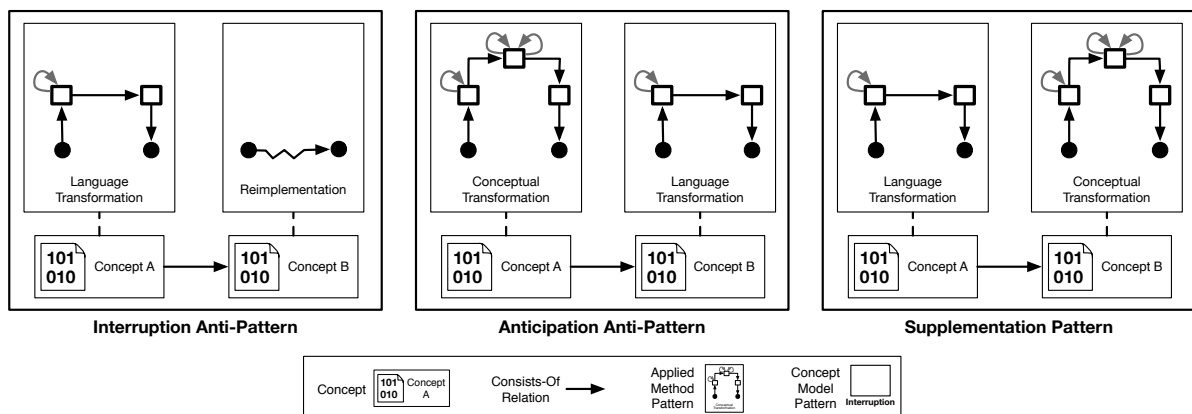 Language
Transformation
Reimplementation
101
010
Concept A
101
010
Concept B
Interruption Anti-Pattern
Conceptual
Transformation
Language
Transformation
101
010
Concept A
101
010
Concept B
Anticipation Anti-Pattern
Language
Transformation
Conceptual
Transformation
101
010
Concept A
101
010
Concept B
Supplementation Pattern
Concept
101
010
Concept
A
Consists-Of
Relation
Applied
Method
Pattern
Conceptual
Transformation
Concept
Model
Pattern
Interruption